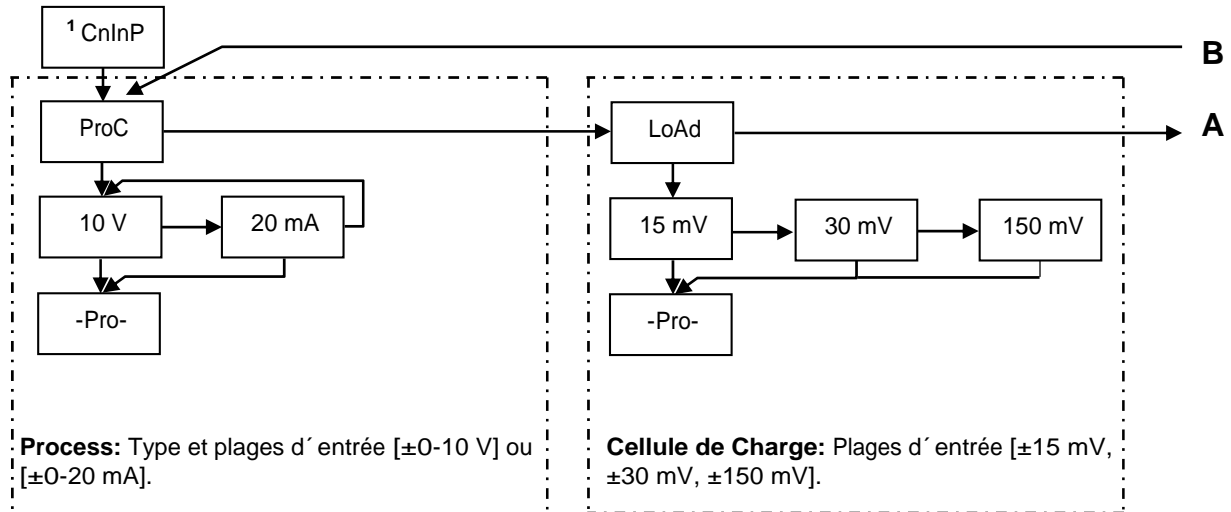 ¹ CnInP
B
ProC
LoAd
A
10 V
20 mA
15 mV
30 mV
150 mV
-Pro-
-Pro-
Process: Type et plages d´ entrée [±0-10 V] ou
[±0-20 mA].
Cellule de Charge: Plages d´ entrée [±15 mV,
±30 mV, ±150 mV].